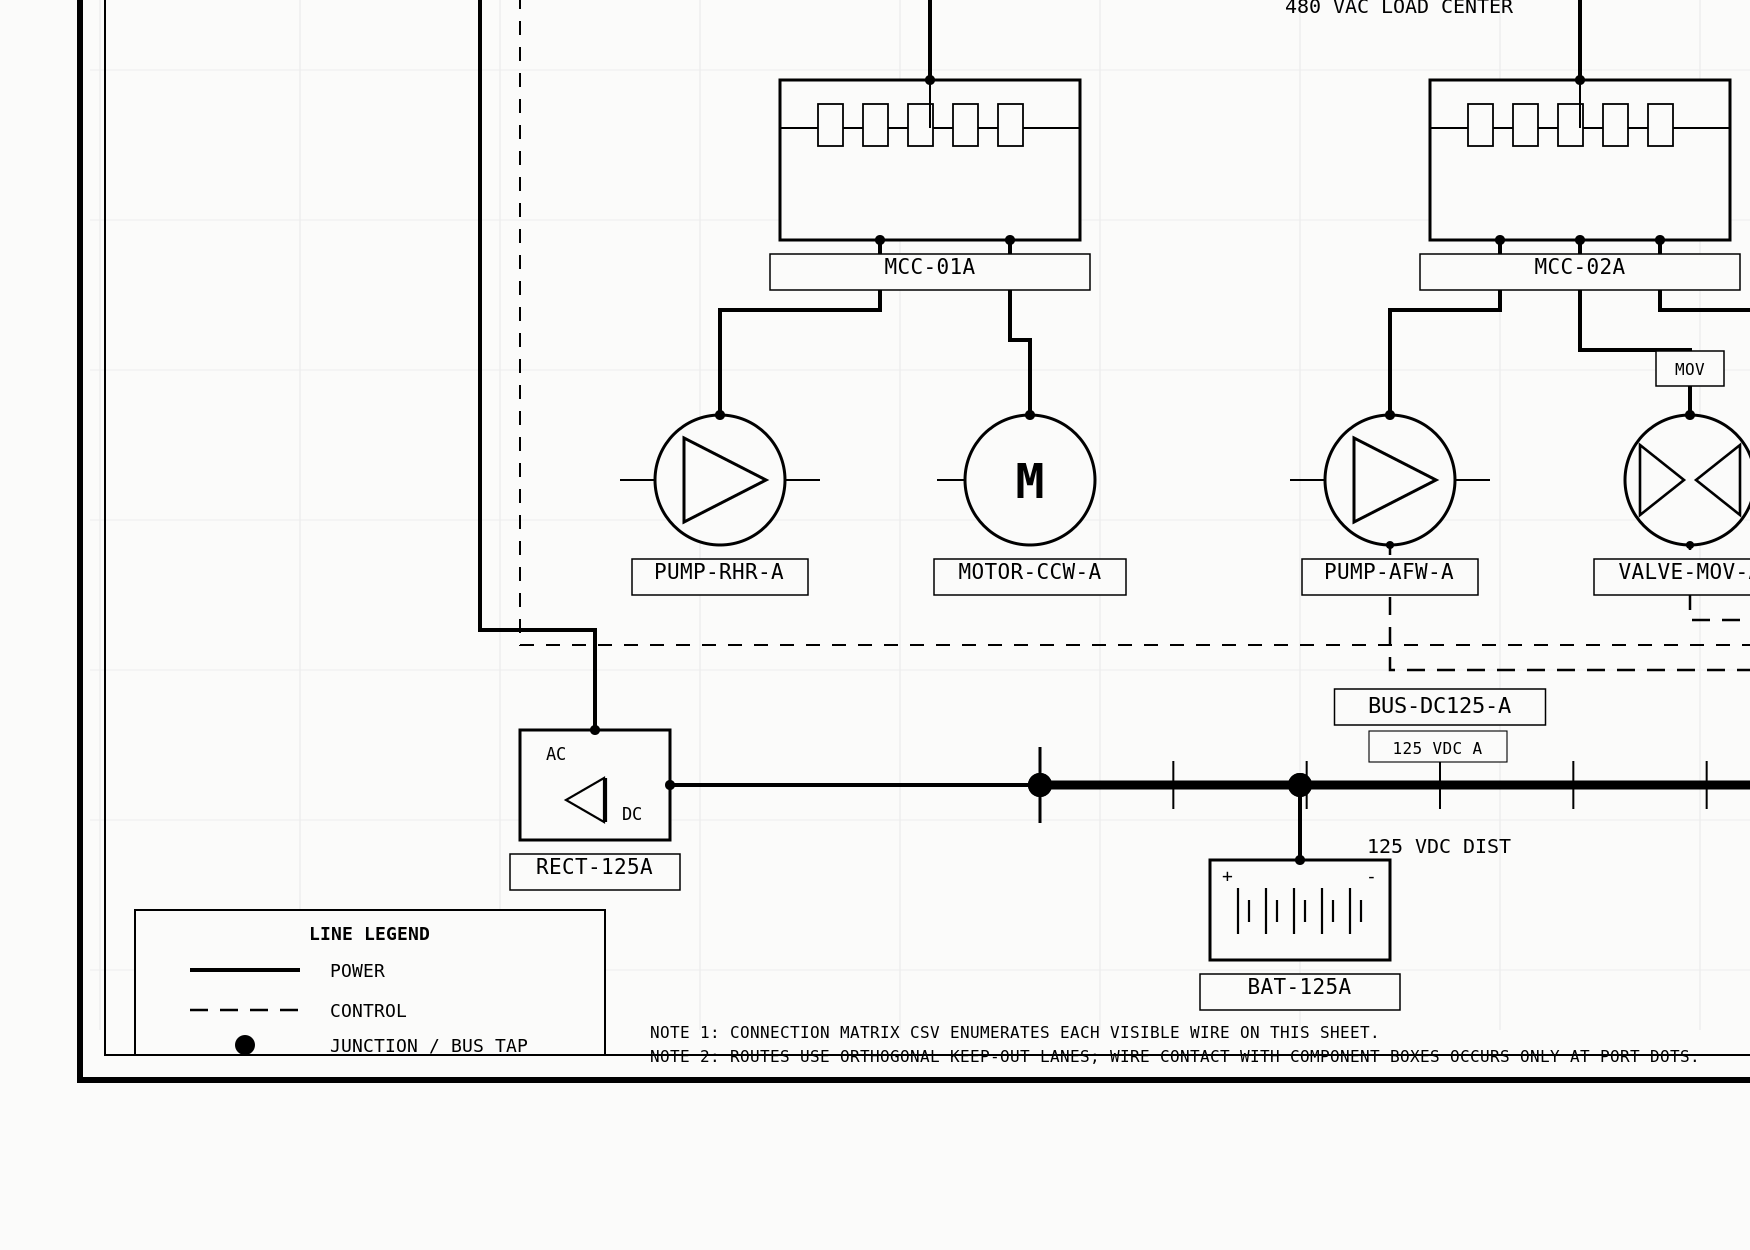 480 VAC LOAD CENTER
MCC-01A
MCC-02A
MOV
M
PUMP-RHR-A
MOTOR-CCW-A
PUMP-AFW-A
VALVE-MOV-
BUS-DC125-A
125 VDC A
AC
DC
125 VDC DIST
RECT-125A
+ -
BAT-125A
LINE LEGEND
POWER
CONTROL
JUNCTION / BUS TAP
NOTE 1: CONNECTION MATRIX CSV ENUMERATES EACH VISIBLE WIRE ON THIS SHEET.
NOTE 2: ROUTES USE ORTHOGONAL KEEP-OUT LANES; WIRE CONTACT WITH COMPONENT BOXES OCCURS ONLY AT PORT DOTS.